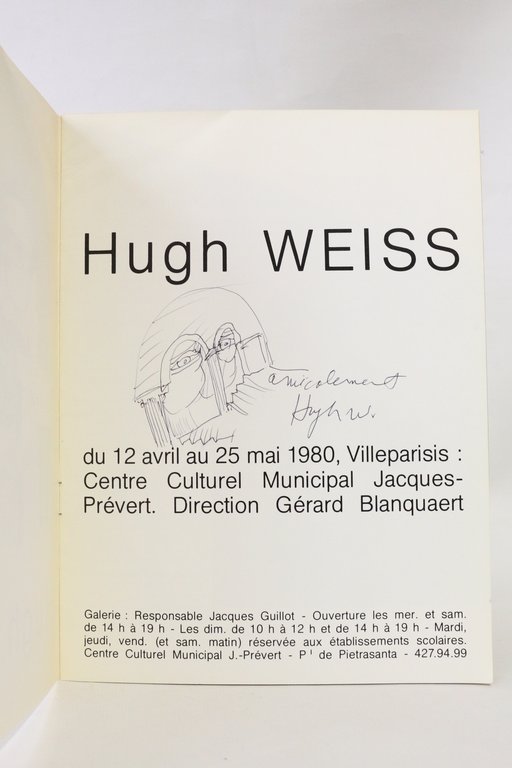 Hugh WEISS
amicalement
Hugh W.
du 12 avril au 25 mai 1980, Villeparisis :
Centre Culturel Municipal Jacques-
Prévert. Direction Gérard Blanquaert
Galerie : Responsable Jacques Guillot - Ouverture les mer. et sam.
de 14 h à 19 h - Les dim. de 10 h à 12 h et de 14 h à 19 h - Mardi,
jeudi, vend. (et sam. matin) réservée aux établissements scolaires.
Centre Culturel Municipal J.-Prévert - Pl de Pietrasanta - 427.94.99